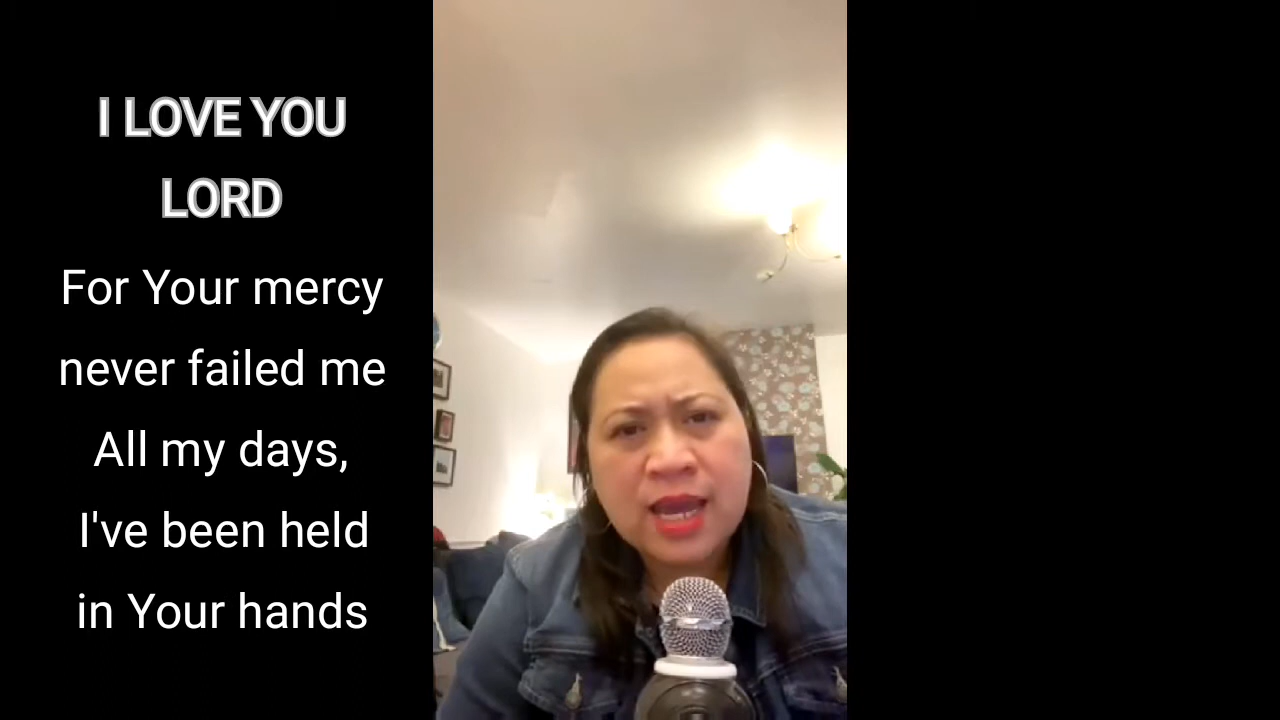 I LOVE YOU
LORD
For Your mercy
never failed me
All my days,
I've been held
in Your hands